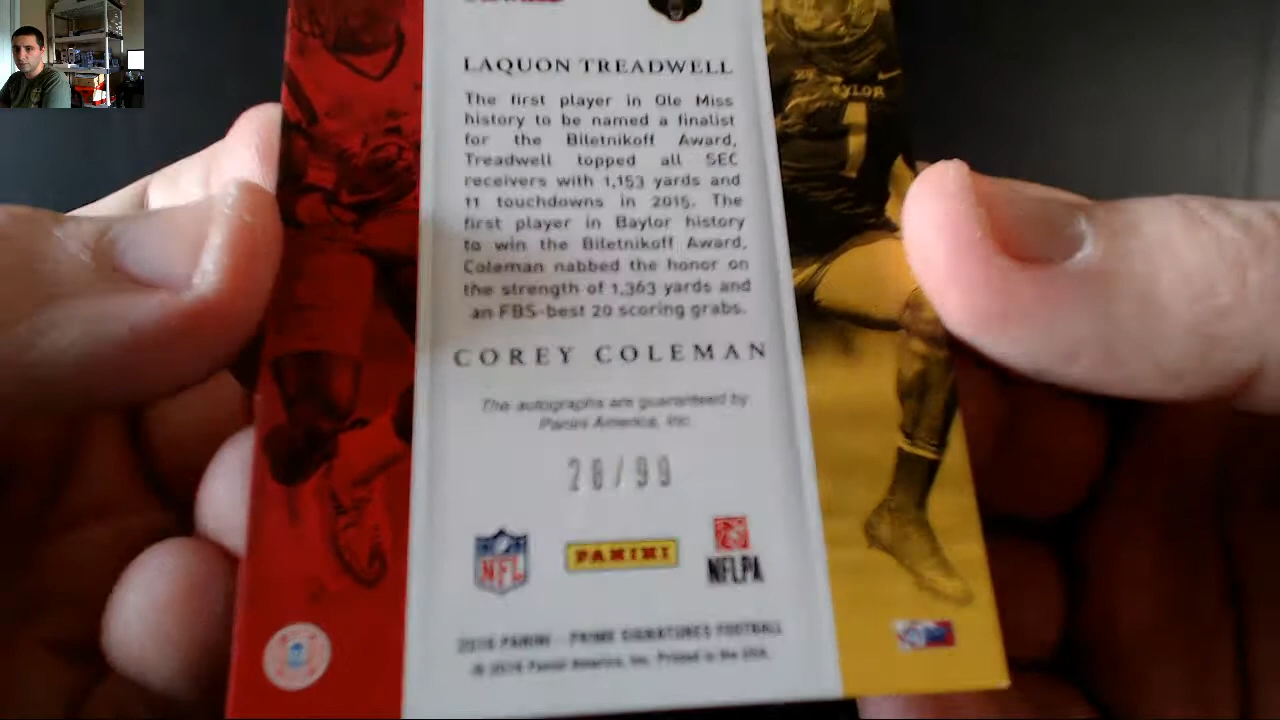 LAQUON TREADWELL
The first player in Ole Miss
history to be named a finalist
for the Biletnikoff Award,
Treadwell topped all SEC
receivers with 1,153 yards and
11 touchdowns in 2015. The
first player in Baylor history
to win the Biletnikoff Award,
Coleman nabbed the honor on
the strength of 1,363 yards and
an FBS-best 20 scoring grabs.
COREY COLEMAN
The autographs are guaranteed by
Panini America, Inc.
28/99
NFL
PANINI
NFLPA
2016 PANINI - PRIME SIGNATURES FOOTBALL
© 2016 Panini America, Inc. Printed in the USA.
YLOR
1